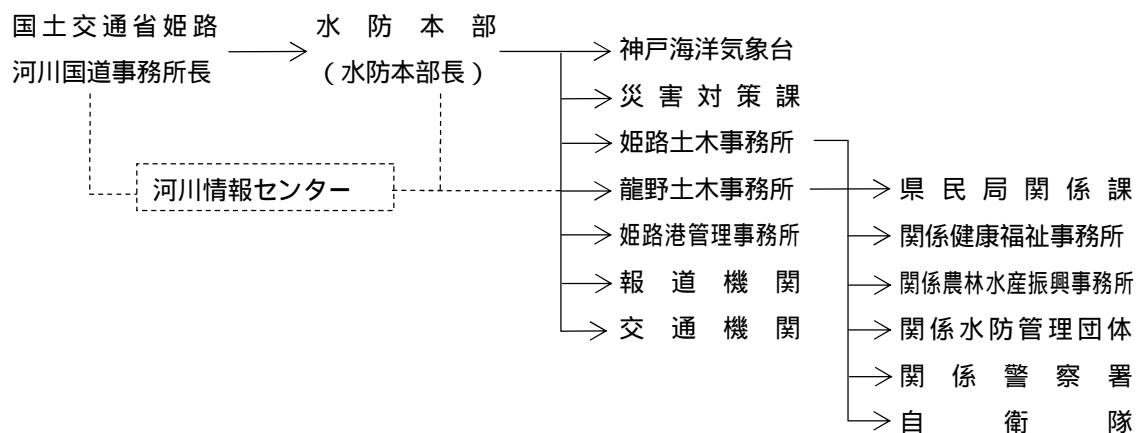 国土交通省姫路
河川国道事務所長
水防本部
(水防本部長)
河川情報センター
神戸海洋気象台
災害対策課
姫路土木事務所
龍野土木事務所
姫路港管理事務所
報道機関
交通機関
県民局関係課
関係健康福祉事務所
関係農林水産振興事務所
関係水防管理団体
関係警察署
自衛隊